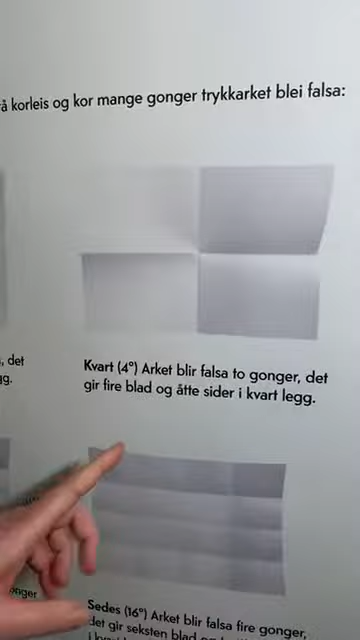 å korleis og kor mange gonger trykkarket blei falsa:
, det
gg.
Kvart (4°) Arket blir falsa to gonger, det
gir fire blad og åtte sider i kvart legg.
onger
Sedes (16°) Arket blir falsa fire gonger,
det gir seksten blad